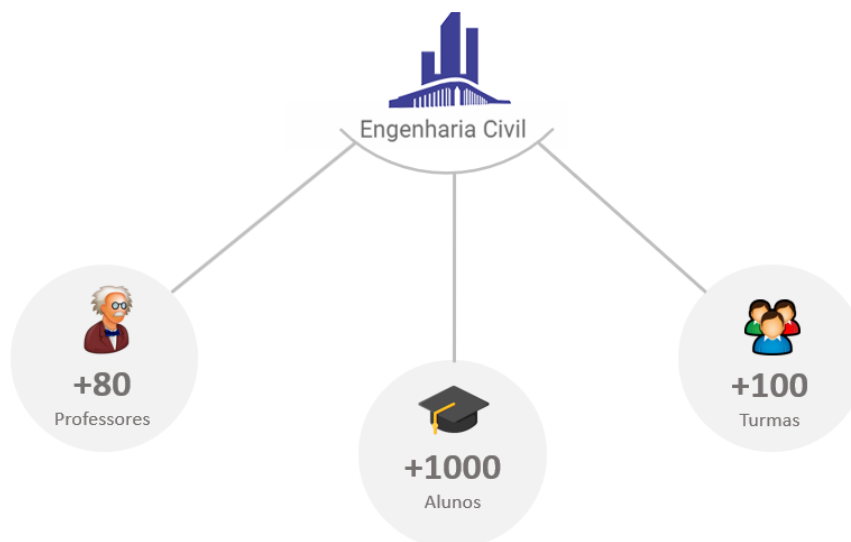 Engenharia Civil
+80
Professores
+1000
Alunos
+100
Turmas